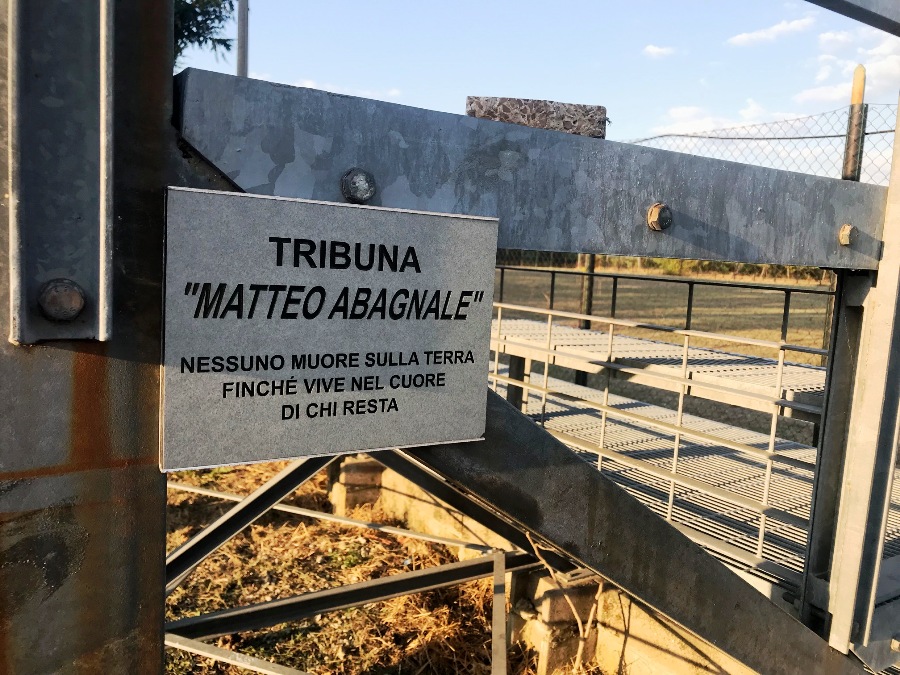 TRIBUNA
"MATTEO ABAGNALE"
NESSUNO MUORE SULLA TERRA
FINCHÉ VIVE NEL CUORE
DI CHI RESTA